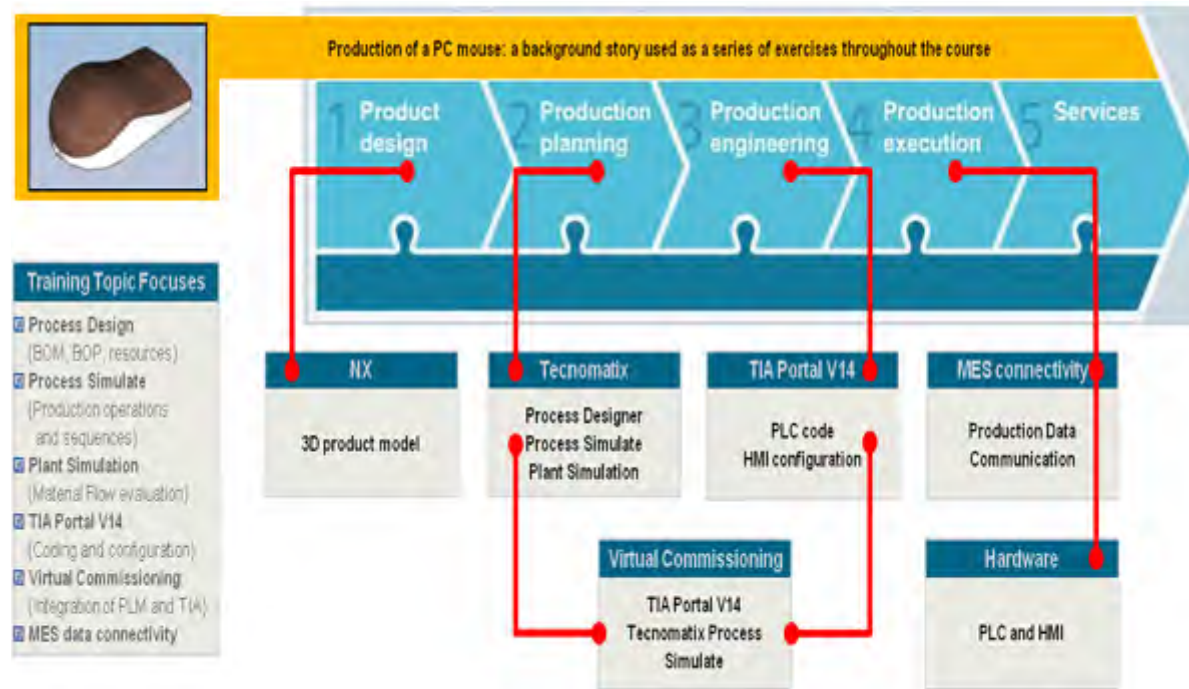 Production of a PC mouse: a background story used as a series of exercises throughout the course
1 Product
design
2 Production
planning
3 Production
engineering
4 Production
execution
5 Services
Training Topic Focuses
Process Design
(BOM, BOP, resources)
Process Simulate
(Production operations
and sequences)
Plant Simulation
(Material Flow evaluation)
TIA Portal V14
(Coding and configuration)
Virtual Commissioning
(Integration of PLM and TIA)
MES data connectivity
NX
3D product model
Tecnomatix
Process Designer
Process Simulate
Plant Simulation
TIA Portal V14
PLC code
HMI configuration
MES connectivity
Production Data
Communication
Virtual Commissioning
TIA Portal V14
Tecnomatix Process
Simulate
Hardware
PLC and HMI